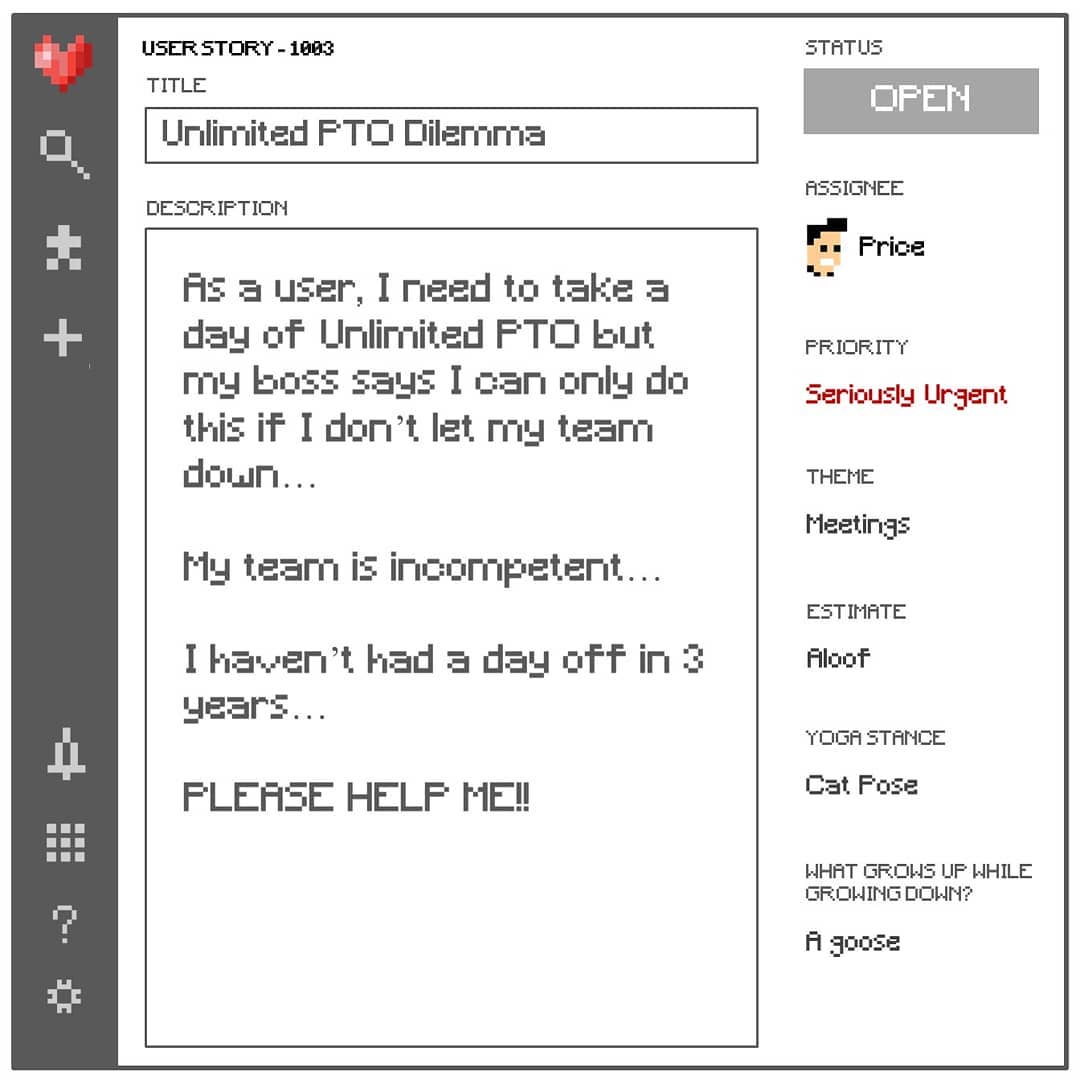 USER STORY - 1003
TITLE
Unlimited PTO Dilemma
DESCRIPTION
As a user, I need to take a
day of Unlimited PTO but
my boss says I can only do
this if I don’t let my team
down...
My team is incompetent...
I haven’t had a day off in 3
years...
PLEASE HELP ME!!
STATUS
OPEN
ASSIGNEE
Price
PRIORITY
Seriously Urgent
THEME
Meetings
ESTIMATE
Aloof
YOGA STANCE
Cat Pose
WHAT GROWS UP WHILE
GROWING DOWN?
A goose
?